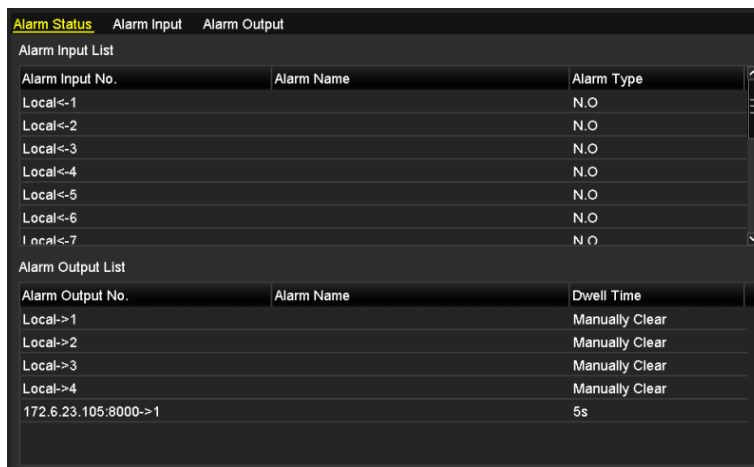 Alarm Status Alarm Input Alarm Output
Alarm Input List
Alarm Input No. Alarm Name Alarm Type
Local<-1 N.O
Local<-2 N.O
Local<-3 N.O
Local<-4 N.O
Local<-5 N.O
Local<-6 N.O
Local<-7 N.O
Alarm Output List
Alarm Output No. Alarm Name Dwell Time
Local->1 Manually Clear
Local->2 Manually Clear
Local->3 Manually Clear
Local->4 Manually Clear
172.6.23.105:8000->1 5s